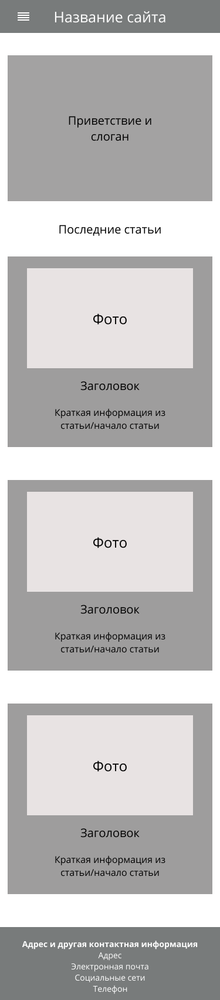 Название сайта
Приветствие и
слоган
Последние статьи
Фото
Заголовок
Краткая информация из
статьи/начало статьи
Фото
Заголовок
Краткая информация из
статьи/начало статьи
Фото
Заголовок
Краткая информация из
статьи/начало статьи
Адрес и другая контактная информация
Адрес
Электронная почта
Социальные сети
Телефон